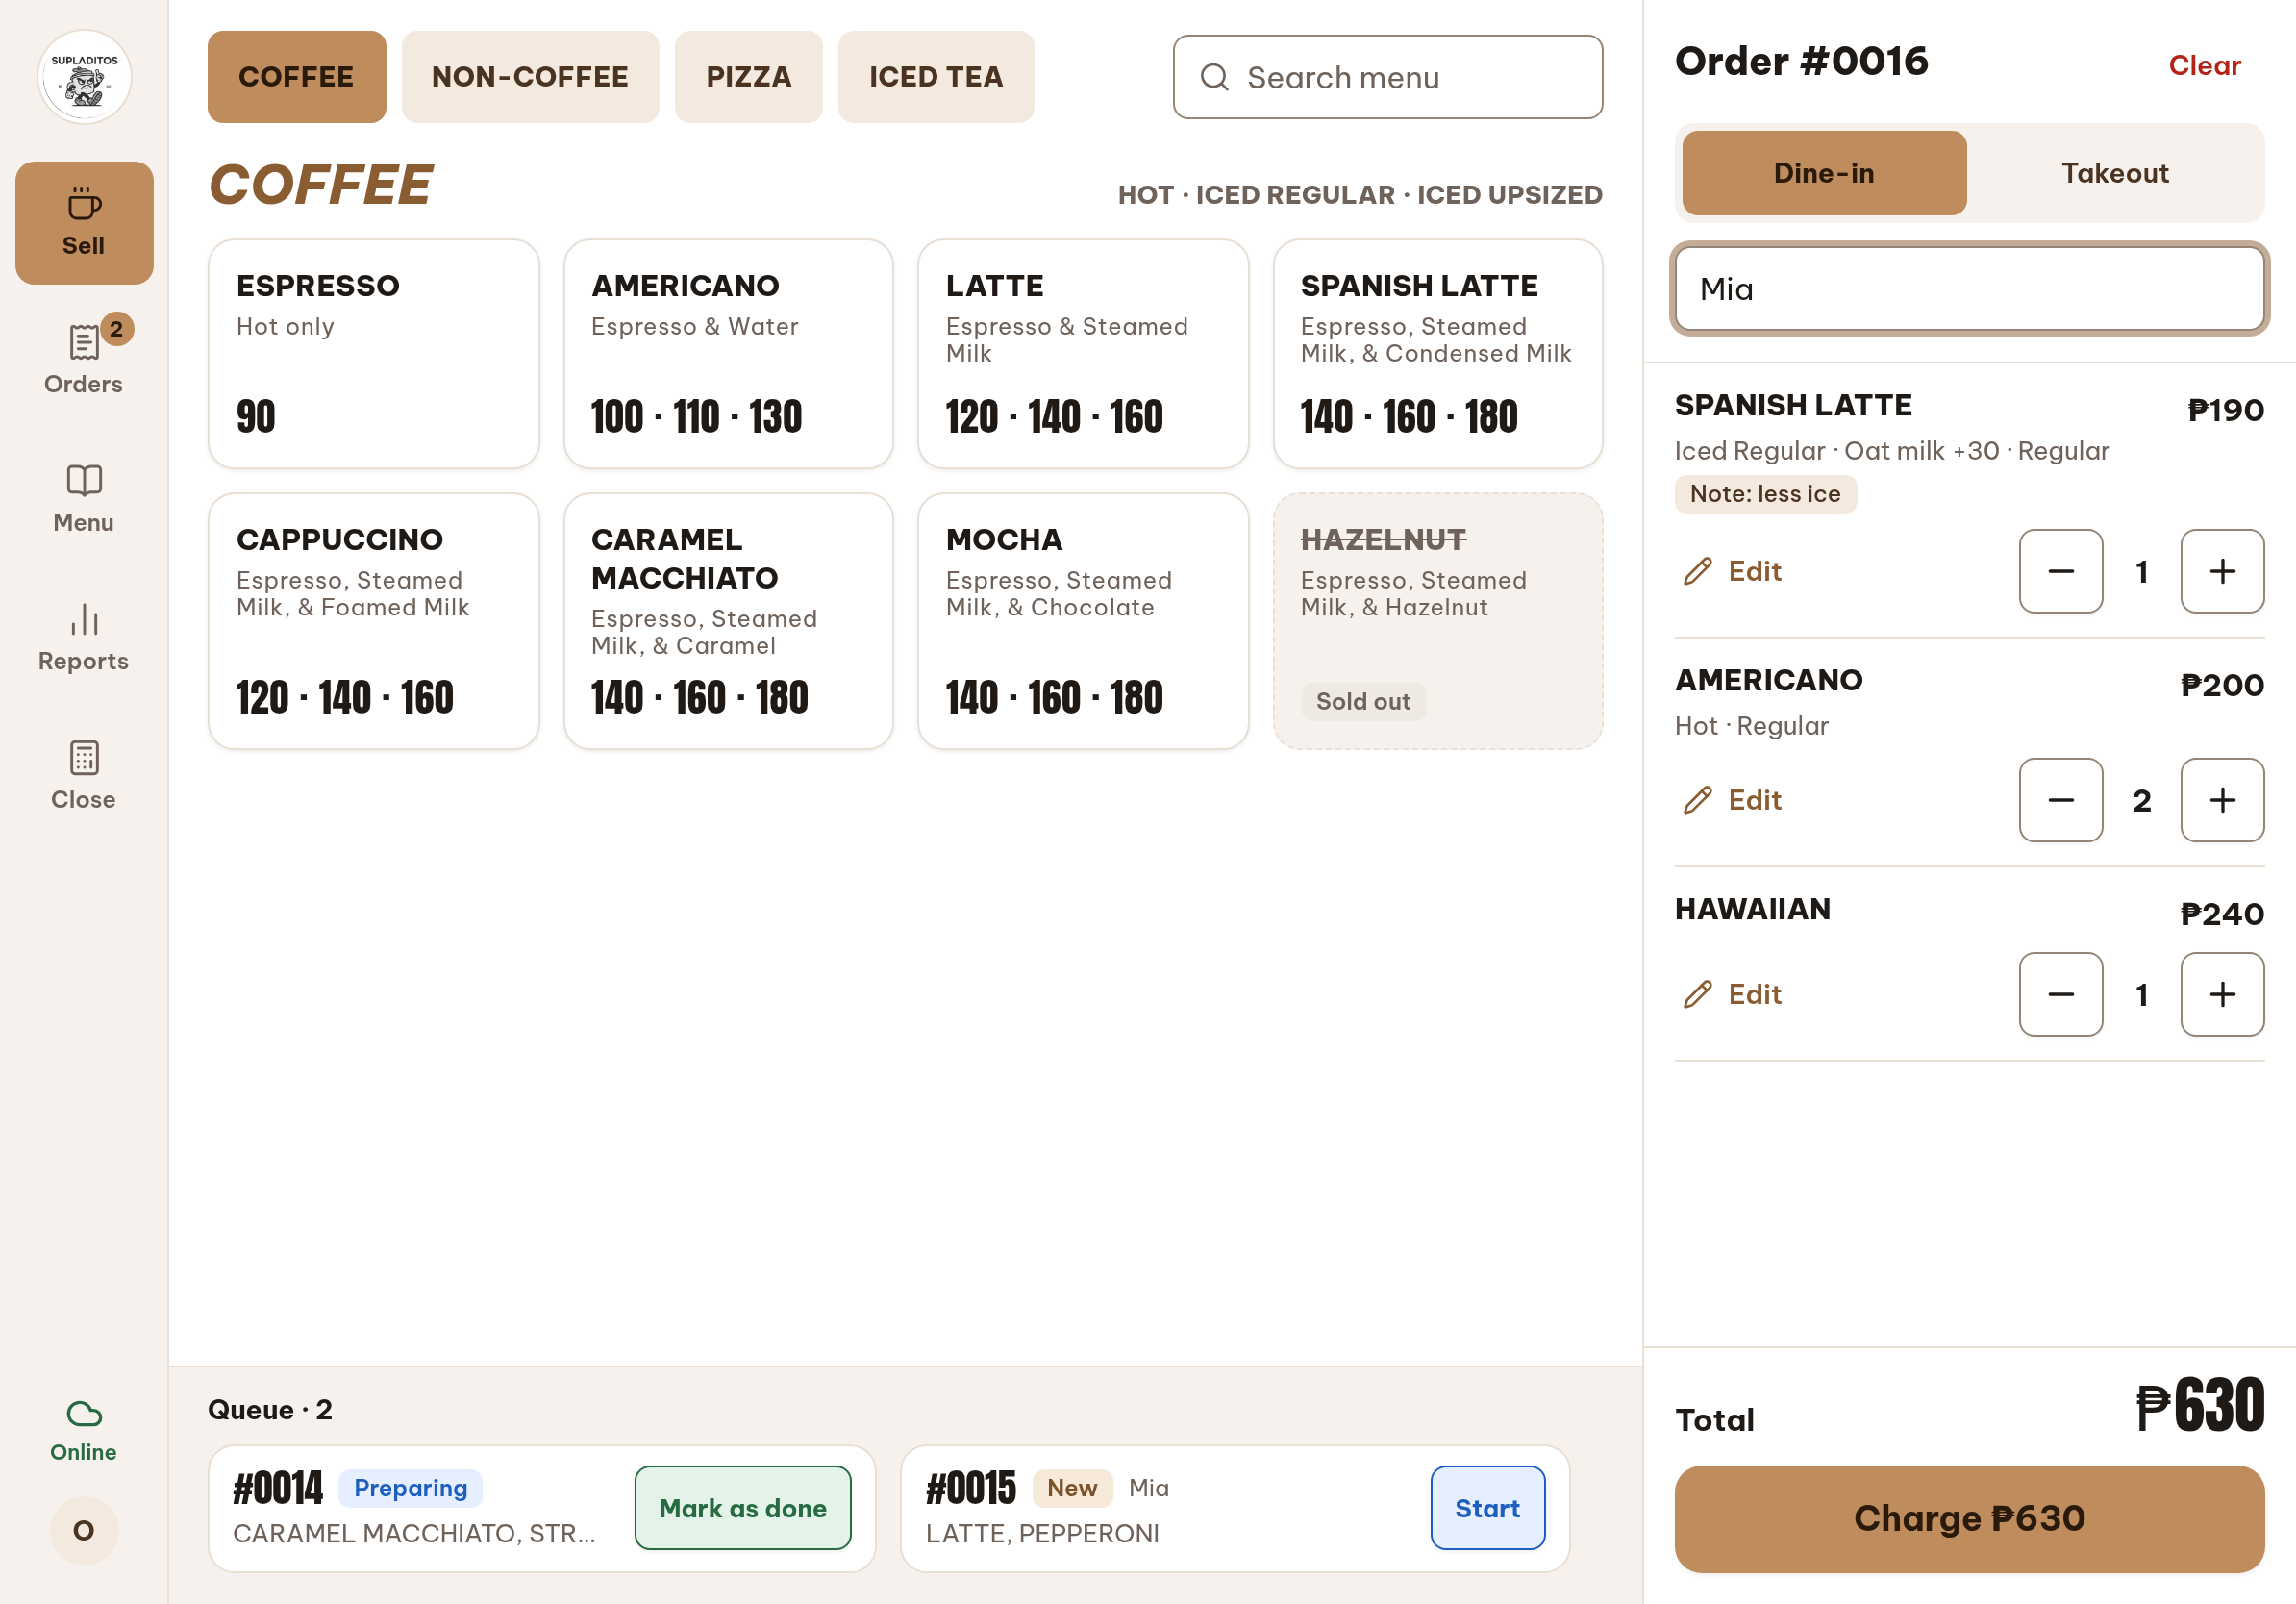 SUPLADITOS
Sell
2
Orders
Menu
Reports
Close
Online
O
COFFEE
NON-COFFEE
PIZZA
ICED TEA
Search menu
COFFEE
HOT · ICED REGULAR · ICED UPSIZED
ESPRESSO
Hot only
90
AMERICANO
Espresso & Water
100 · 110 · 130
LATTE
Espresso & Steamed
Milk
120 · 140 · 160
SPANISH LATTE
Espresso, Steamed
Milk, & Condensed Milk
140 · 160 · 180
CAPPUCCINO
Espresso, Steamed
Milk, & Foamed Milk
120 · 140 · 160
CARAMEL
MACCHIATO
Espresso, Steamed
Milk, & Caramel
140 · 160 · 180
MOCHA
Espresso, Steamed
Milk, & Chocolate
140 · 160 · 180
HAZELNUT
Espresso, Steamed
Milk, & Hazelnut
Sold out
Queue · 2
#0014 Preparing
CARAMEL MACCHIATO, STR...
Mark as done
#0015 New Mia
LATTE, PEPPERONI
Start
Order #0016
Clear
Dine-in
Takeout
Mia
SPANISH LATTE ₱190
Iced Regular · Oat milk +30 · Regular
Note: less ice
Edit
1
AMERICANO ₱200
Hot · Regular
Edit
2
HAWAIIAN ₱240
Edit
1
Total ₱630
Charge ₱630